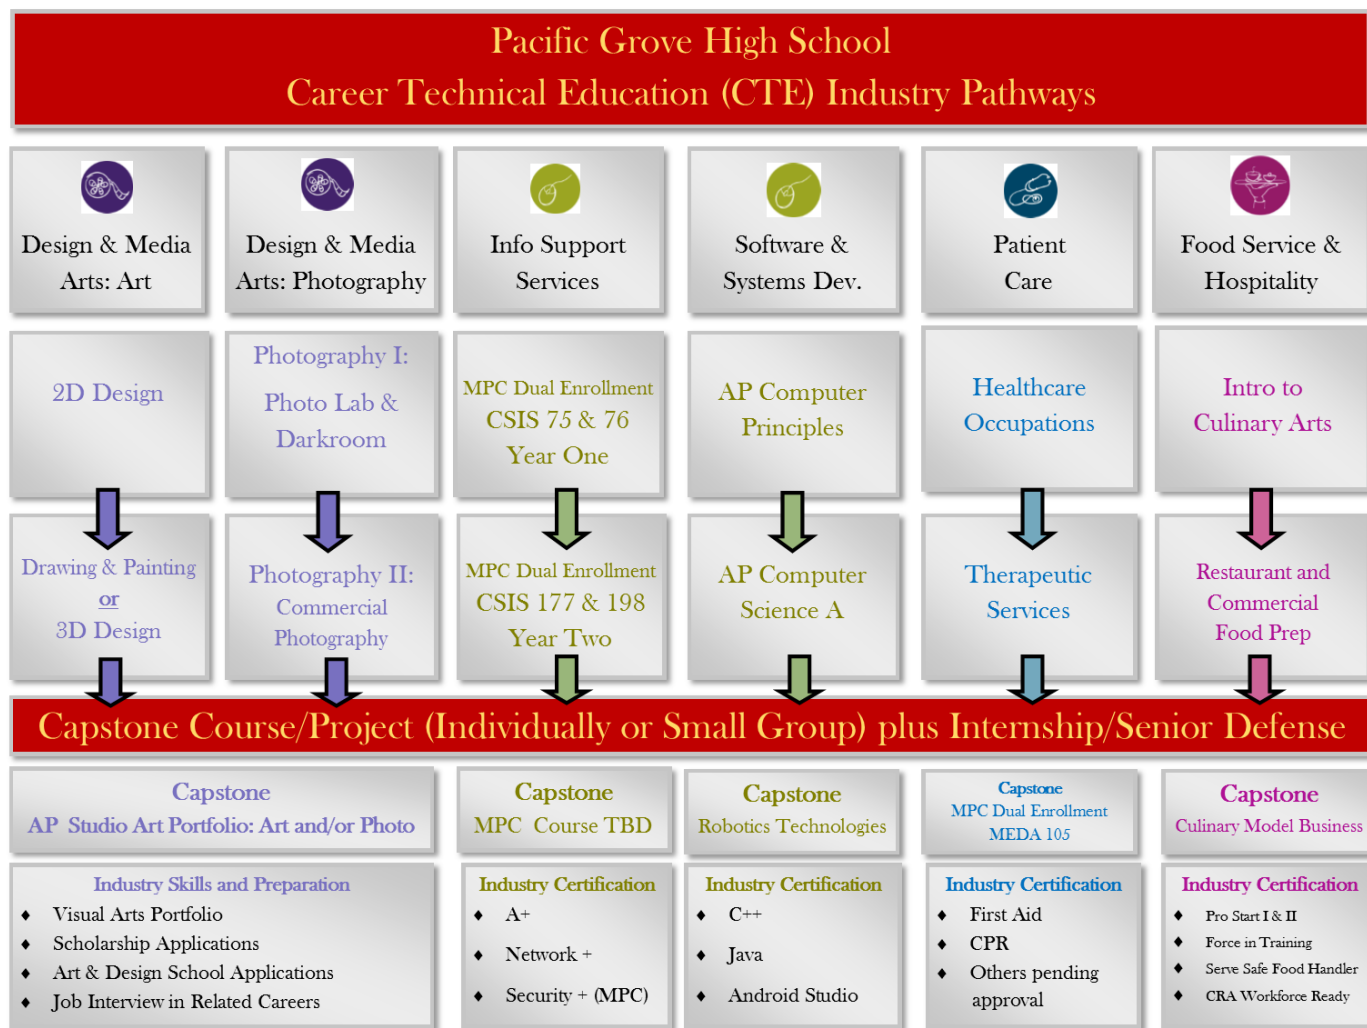 Pacific Grove High School
Career Technical Education (CTE) Industry Pathways
Design & Media
Arts: Art
Design & Media
Arts: Photography
Info Support
Services
Software &
Systems Dev.
Patient
Care
Food Service &
Hospitality
2D Design
Photography I:
Photo Lab &
Darkroom
MPC Dual Enrollment
CSIS 75 & 76
Year One
AP Computer
Principles
Healthcare
Occupations
Intro to
Culinary Arts
Drawing & Painting
or
3D Design
Photography II:
Commercial
Photography
MPC Dual Enrollment
CSIS 177 & 198
Year Two
AP Computer
Science A
Therapeutic
Services
Restaurant and
Commercial
Food Prep
Capstone Course/Project (Individually or Small Group) plus Internship/Senior Defense
Capstone
AP Studio Art Portfolio: Art and/or Photo
Capstone
MPC Course TBD
Capstone
Robotics Technologies
Capstone
MPC Dual Enrollment
MEDA 105
Capstone
Culinary Model Business
Industry Skills and Preparation
♦ Visual Arts Portfolio
♦ Scholarship Applications
♦ Art & Design School Applications
♦ Job Interview in Related Careers
Industry Certification
♦ A+
♦ Network +
♦ Security + (MPC)
Industry Certification
♦ C++
♦ Java
♦ Android Studio
Industry Certification
♦ First Aid
♦ CPR
♦ Others pending
approval
Industry Certification
♦ Pro Start I & II
♦ Force in Training
♦ Serve Safe Food Handler
♦ CRA Workforce Ready